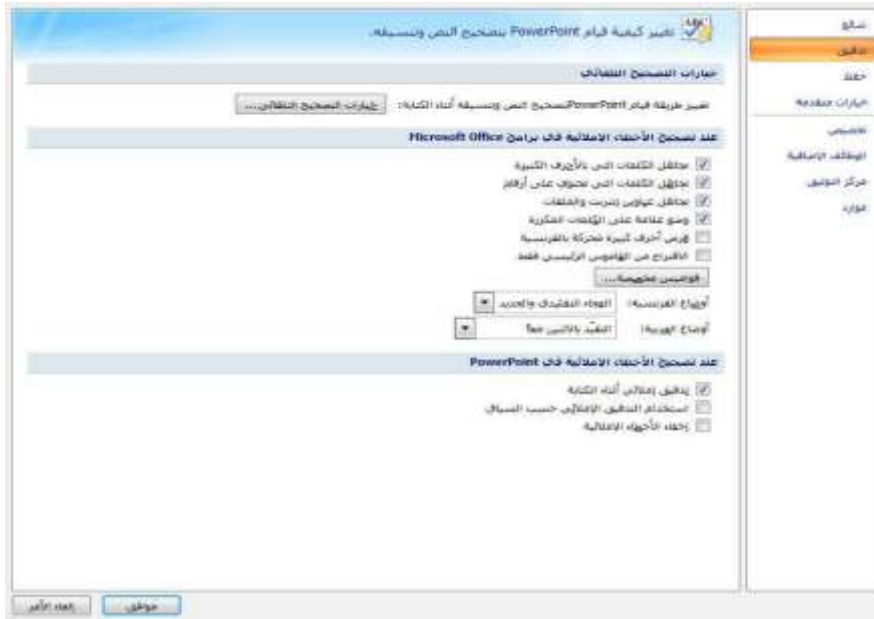 شائع
تدقيق
حفظ
خيارات متقدمة
تخصيص
الوظائف الإضافية
مركز التوثيق
موارد
تغيير كيفية قيام PowerPoint بتصحيح النص وتنسيقه.
خيارات التصحيح التلقائي
تغيير طريقة قيام PowerPointبتصحيح النص وتنسيقه أثناء الكتابة:
خيارات التصحيح التلقائي...
عند تصحيح الأخطاء الإملائية في برامج Microsoft Office
تجاهل الكلمات التي بالأحرف الكبيرة
تجاهل الكلمات التي تحتوي على أرقام
تجاهل عناوين إنترنت والملفات
وضع علامة على الكلمات المكررة
فرض أحرف كبيرة محركة بالفرنسية
الاقتراح من القاموس الرئيسي فقط
قواميس مخصصة...
أوضاع الفرنسية: الهجاء التقليدي والجديد
أوضاع العربية: التقيّد بالاثنين معاً
عند تصحيح الأخطاء الإملائية في PowerPoint
تدقيق إملائي أثناء الكتابة
استخدام التدقيق الإملائي حسب السياق
إخفاء الأخطاء الإملائية
موافق
إلغاء الأمر